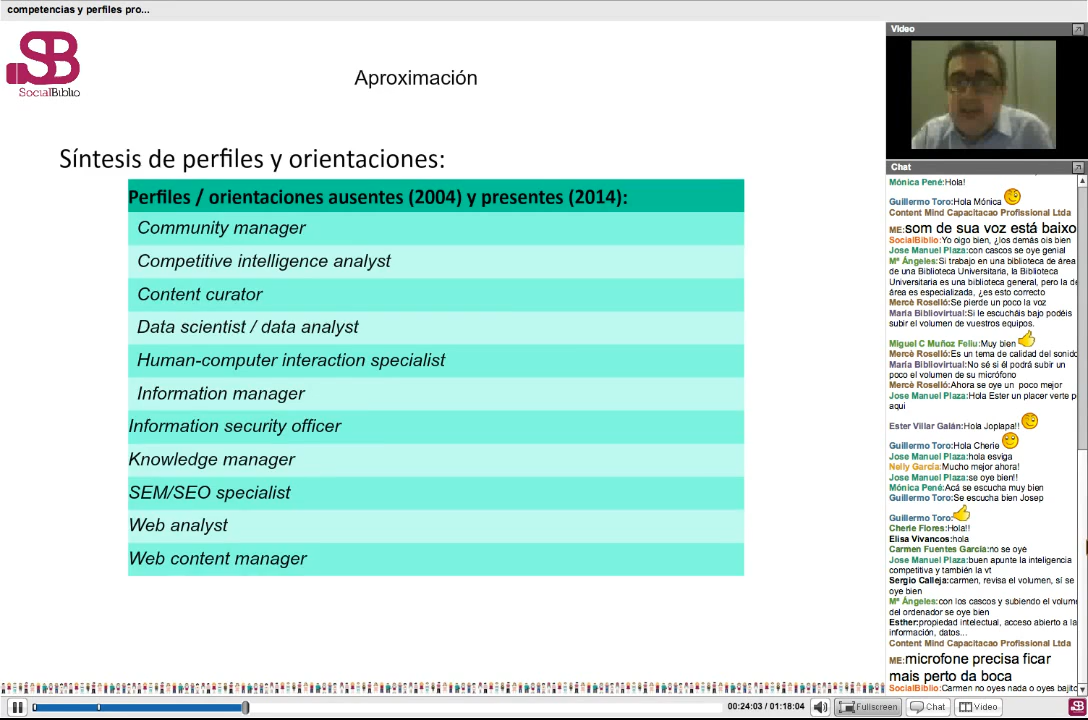 competencias y perfiles pro...
SB
SocialBiblio
Aproximación
Síntesis de perfiles y orientaciones:
Perfiles / orientaciones ausentes (2004) y presentes (2014):
Community manager
Competitive intelligence analyst
Content curator
Data scientist / data analyst
Human-computer interaction specialist
Information manager
Information security officer
Knowledge manager
SEM/SEO specialist
Web analyst
Web content manager
Video
Chat
Mónica Pené:Hola!
Guillermo Toro:Hola Mónica
Content Mind Capacitacao Profissional Ltda
ME:som de sua voz está baixo
SocialBiblio:Yo oigo bien, ¿los demás ois bien
Jose Manuel Plaza:con cascos se oye genial
Mª Ángeles:Si trabajo en una biblioteca de área
de una Biblioteca Universitaria, la Biblioteca
Universitaria es una biblioteca general, pero la de
área es especializada, ¿es esto correcto
Mercè Roselló:Se pierde un poco la voz
Maria Bibliovirtual:Si le escucháis bajo podéis
subir el volumen de vuestros equipos.
Miguel C Muñoz Feliu:Muy bien
Mercè Roselló:Es un tema de calidad del sonido
Maria Bibliovirtual:No sé si él podrá subir un
poco el volumen de su micrófono
Mercè Roselló:Ahora se oye un poco mejor
Jose Manuel Plaza:Hola Ester un placer verte p
aqui
Ester Villar Galán:Hola Joplapa!!
Guillermo Toro:Hola Cherie
Jose Manuel Plaza:hola esviga
Nelly García:Mucho mejor ahora!
Jose Manuel Plaza:se oye bien!!
Mónica Pené:Acá se escucha muy bien
Guillermo Toro:Se escucha bien Josep
Guillermo Toro:
Cherie Flores:Hola!!
Elisa Vivancos:hola
Carmen Fuentes Garcia:no se oye
Jose Manuel Plaza:buen apunte la inteligencia
competitiva y también la vt
Sergio Calleja:carmen, revisa el volumen, sí se
oye bien
Mª Ángeles:con los cascos y subiendo el volume
del ordenador se oye bien
Esther:propiedad intelectual, acceso abierto a la
información, datos...
Content Mind Capacitacao Profissional Ltda
ME:microfone precisa ficar
mais perto da boca
SocialBiblio:Carmen no oyes nada o oyes bajito
00:24:03 / 01:18:04
Fullscreen
Chat
Video
SB